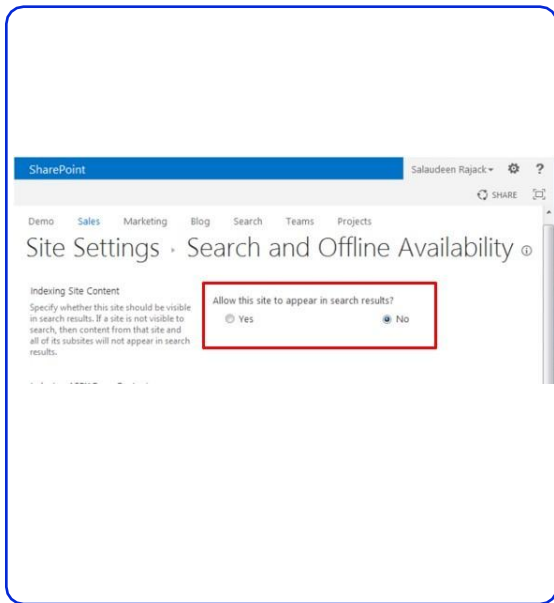 SharePoint
Salaudeen Rajack
?
SHARE
Demo Sales Marketing Blog Search Teams Projects
Site Settings Search and Offline Availability
Indexing Site Content
Specify whether this site should be visible
in search results. If a site is not visible to
search, then content from that site and
all of its subsites will not appear in search
results.
Allow this site to appear in search results?
Yes No